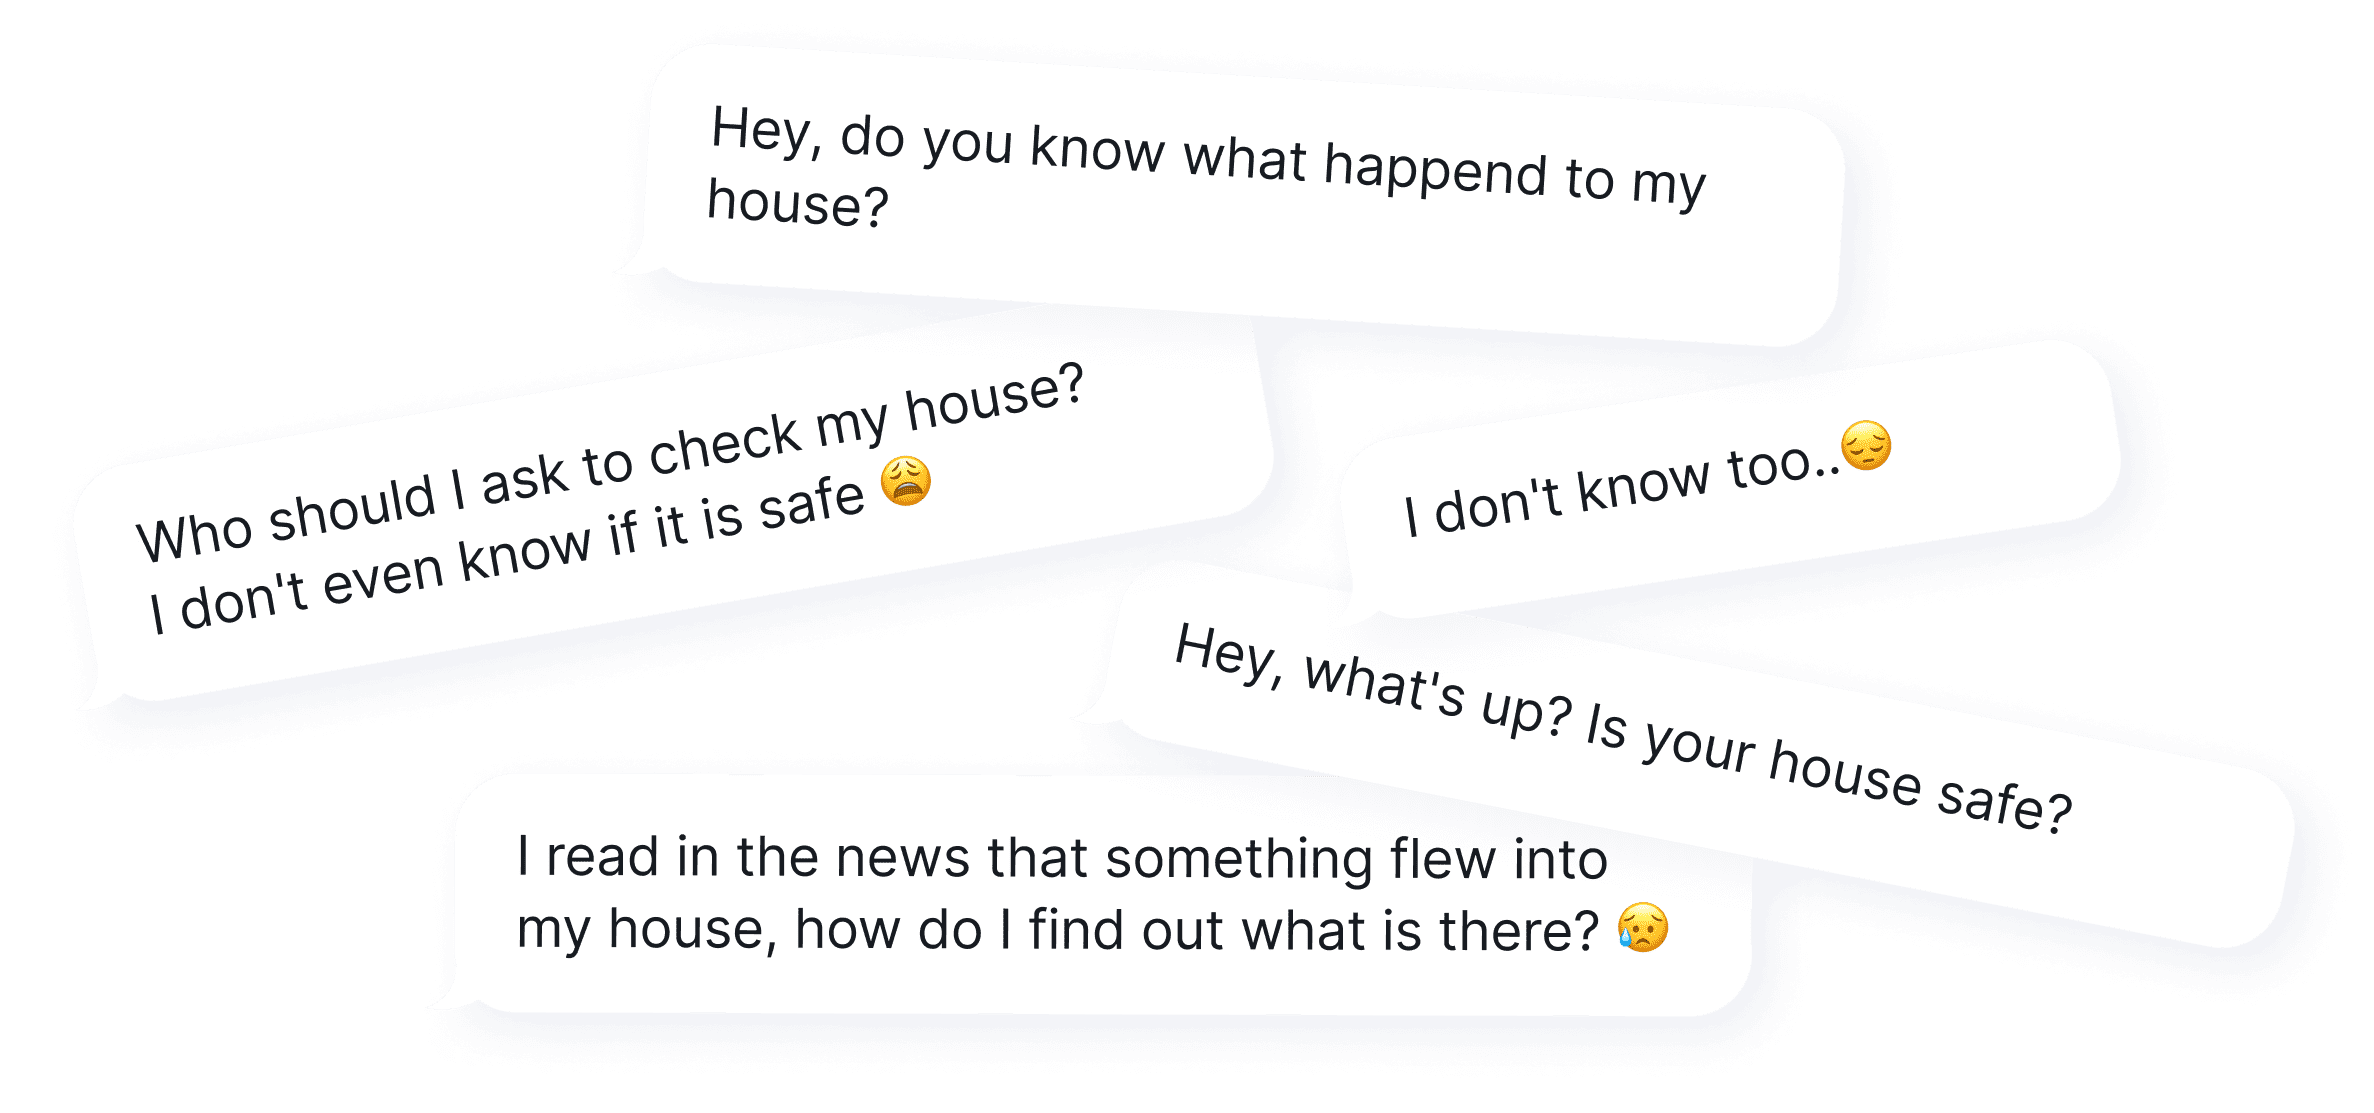 Hey, do you know what happend to my
house?
Who should I ask to check my house?
I don't even know if it is safe 😩
I don't know too..😔
Hey, what's up? Is your house safe?
I read in the news that something flew into
my house, how do I find out what is there? 😥